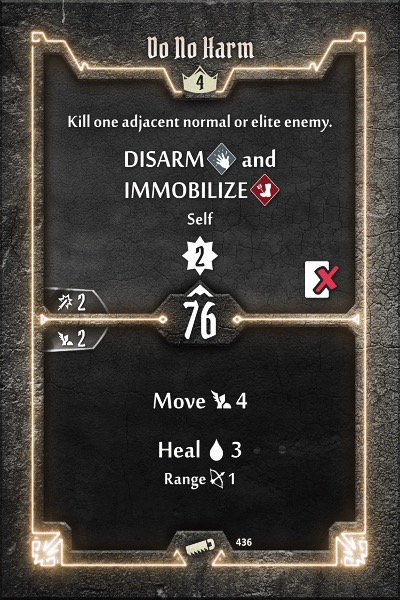 Do No Harm
4
Kill one adjacent normal or elite enemy.
DISARM and
IMMOBILIZE
Self
2
2
76
2
Move 4
Heal 3
Range 1
436